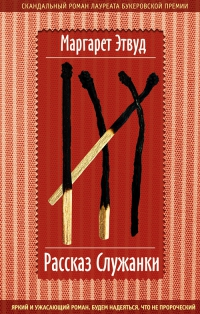 СКАНДАЛЬНЫЙ РОМАН ЛАУРЕАТА БУКЕРОВСКОЙ ПРЕМИИ
Маргарет Этвуд
Рассказ Служанки
ЯРКИЙ И УЖАСАЮЩИЙ РОМАН. БУДЕМ НАДЕЯТЬСЯ, ЧТО НЕ ПРОРОЧЕСКИЙ